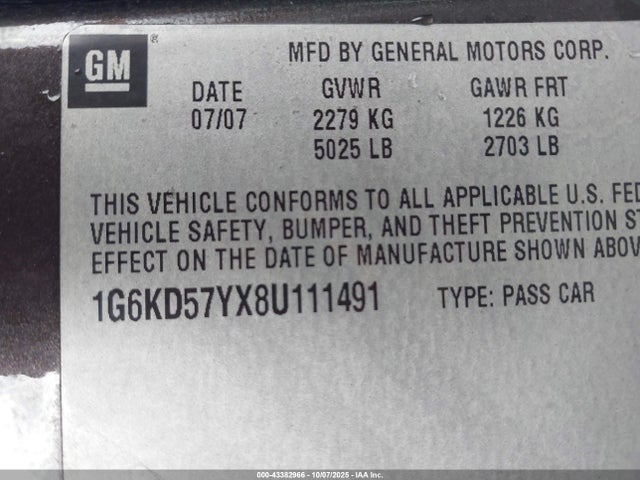 GM ®
MFD BY GENERAL MOTORS CORP.
DATE GVWR GAWR FRT
07/07 2279 KG 1226 KG
5025 LB 2703 LB
THIS VEHICLE CONFORMS TO ALL APPLICABLE U.S. FED
VEHICLE SAFETY, BUMPER, AND THEFT PREVENTION S
EFFECT ON THE DATE OF MANUFACTURE SHOWN ABOV
1G6KD57YX8U111491 TYPE: PASS CAR
000-43382966 - 10/07/2025 - IAA Inc.